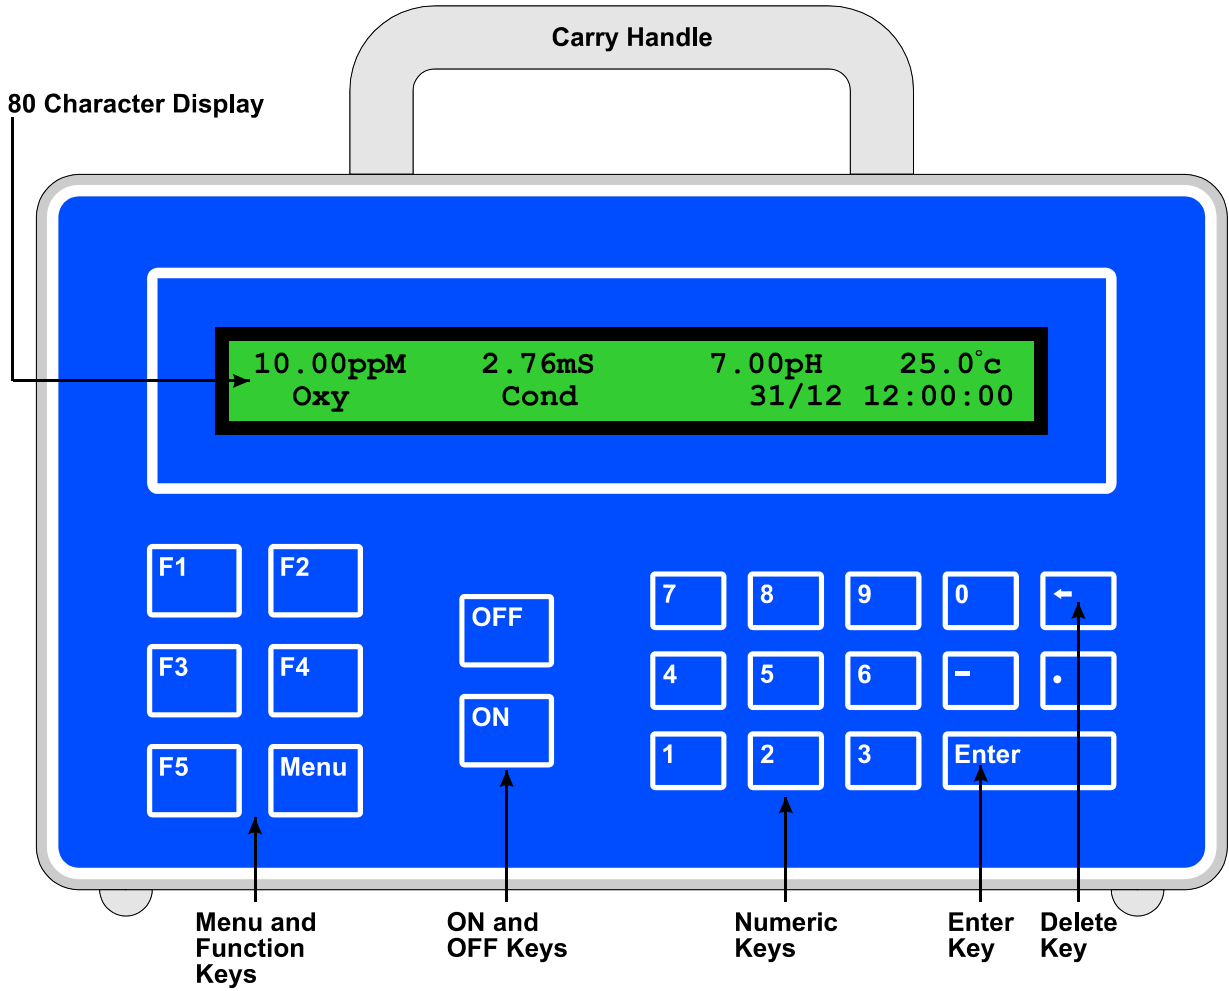 Carry Handle
80 Character Display
10.00ppM 2.76mS 7.00pH 25.0°c
Oxy Cond 31/12 12:00:00
F1 F2
F3 F4
F5 Menu
OFF
ON
7 8 9 0 ←
4 5 6 - .
1 2 3 Enter
Menu and
Function
Keys
ON and
OFF Keys
Numeric
Keys
Enter
Key
Delete
Key